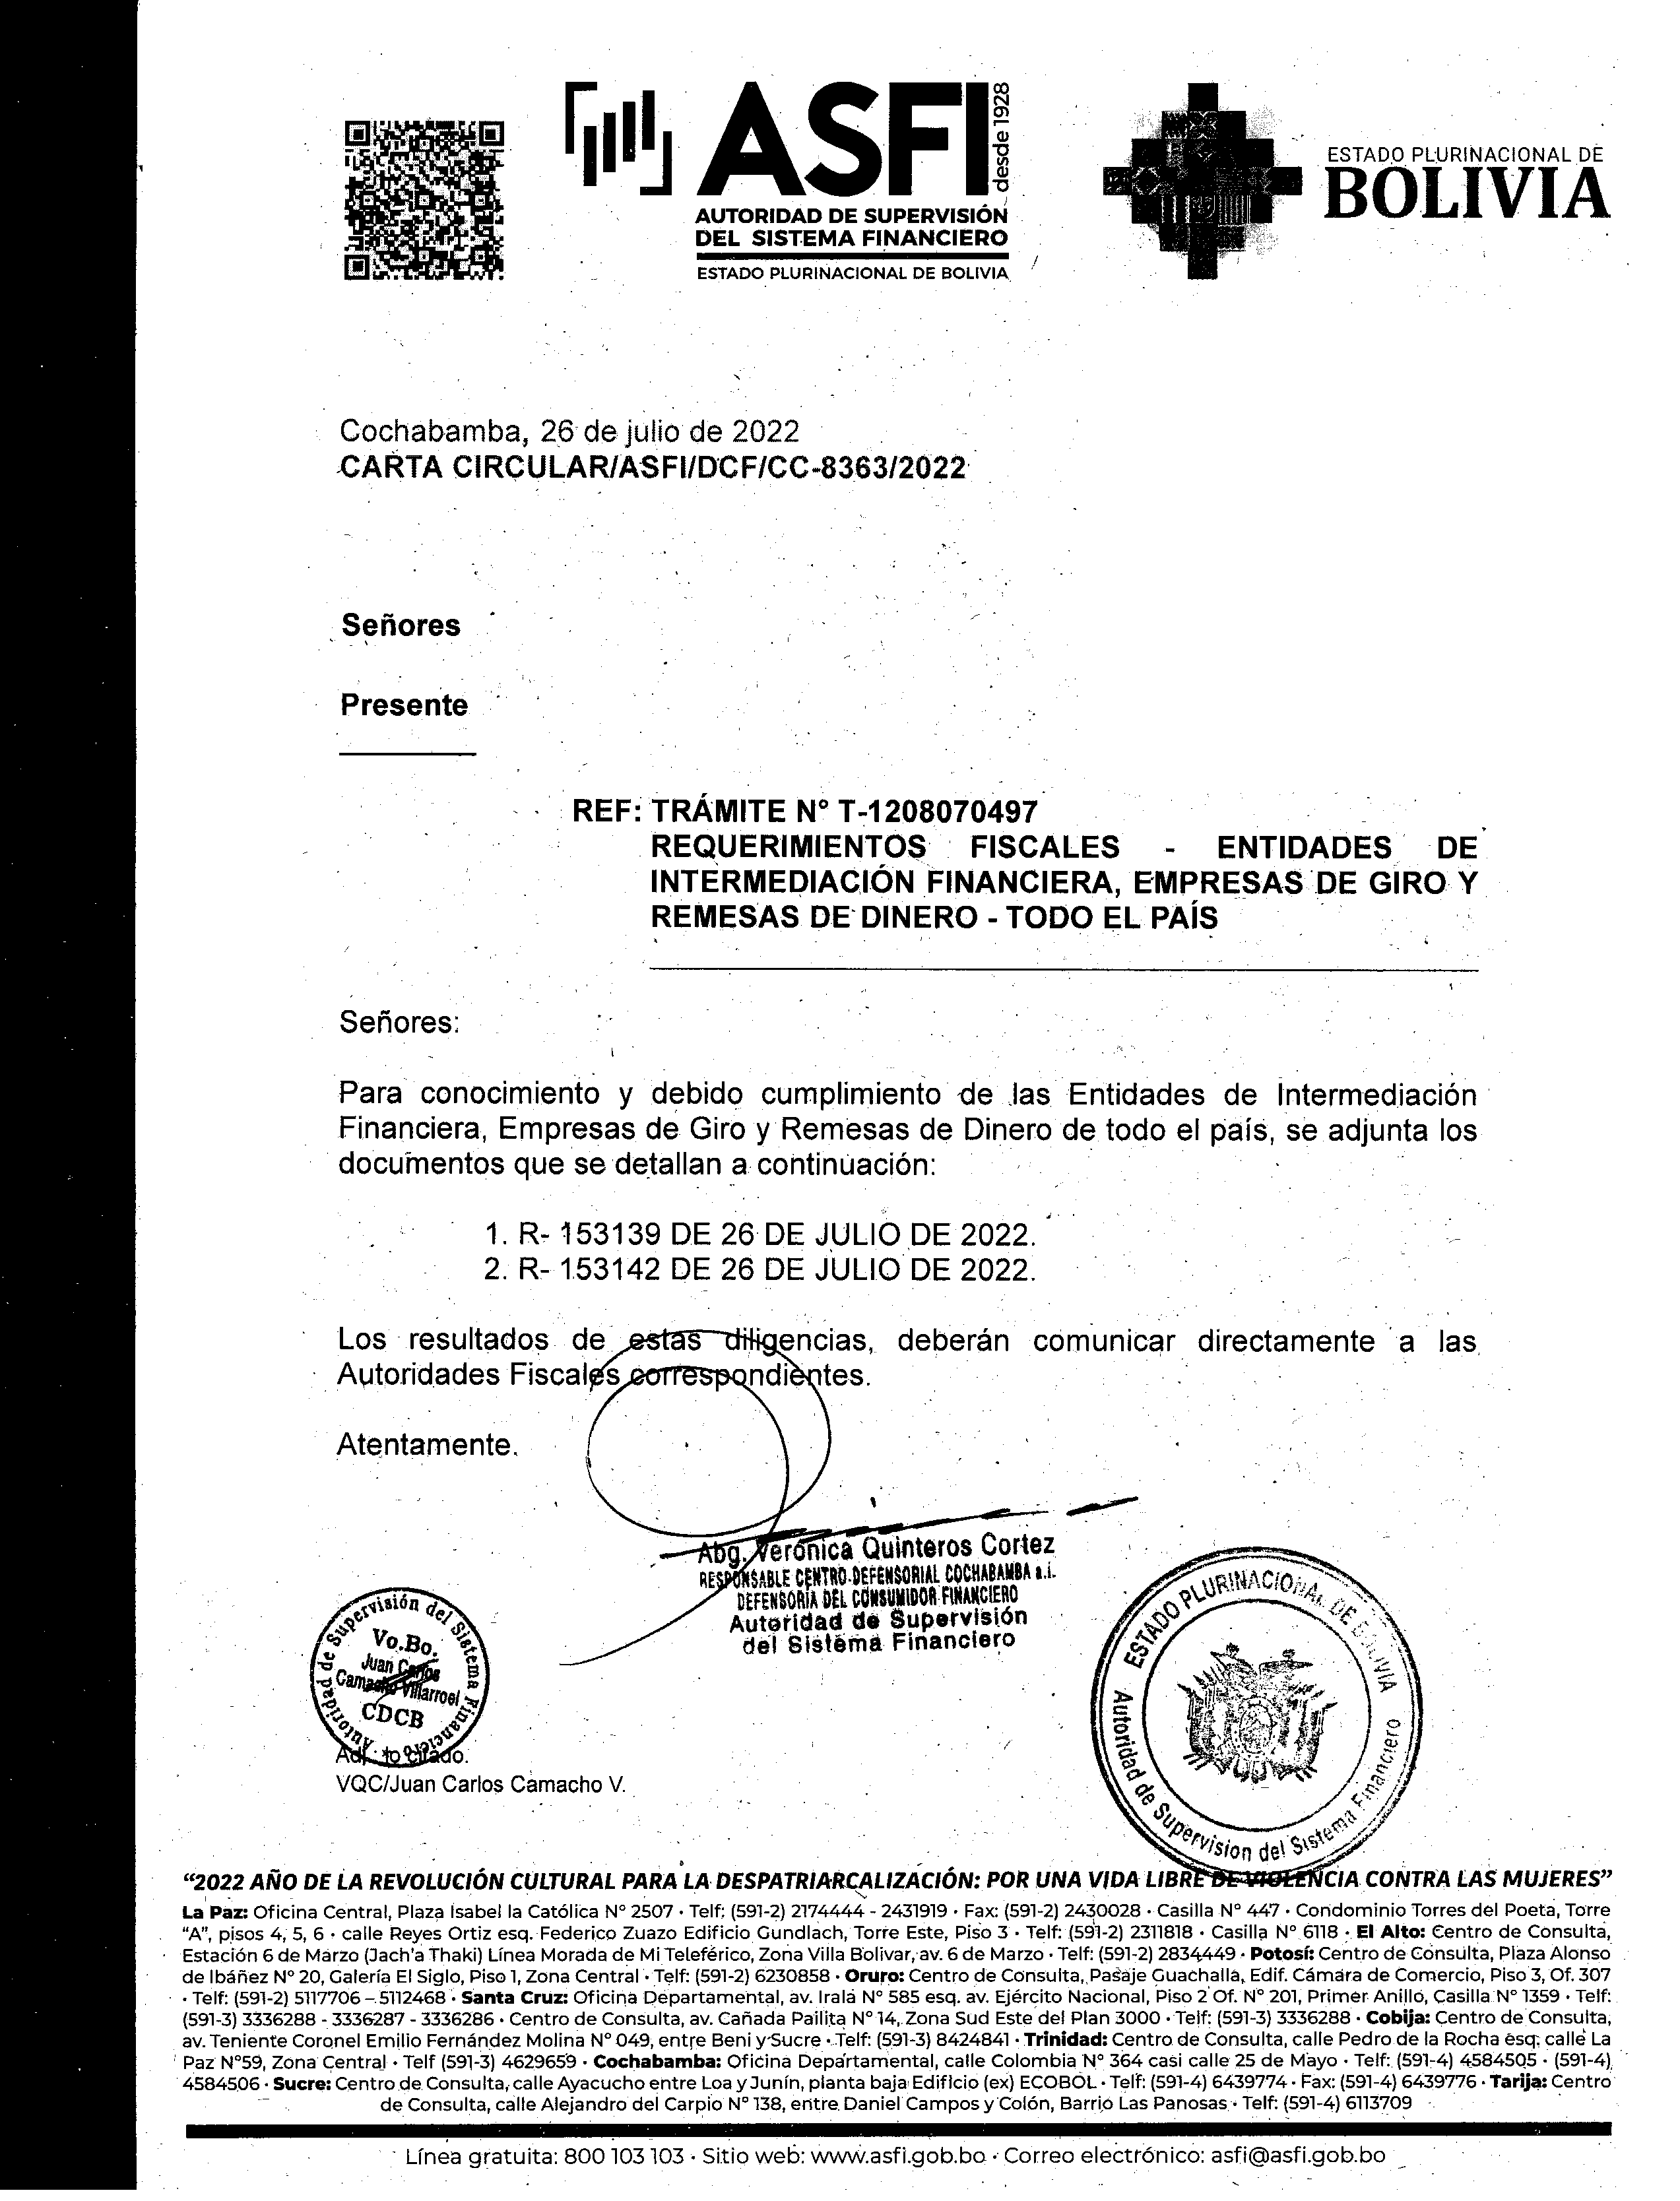 ASFI
desde 1928
AUTORIDAD DE SUPERVISIÓN
DEL SISTEMA FINANCIERO
ESTADO PLURINACIONAL DE BOLIVIA
ESTADO PLURINACIONAL DE
BOLIVIA
Cochabamba, 26 de julio de 2022
CARTA CIRCULAR/ASFI/DCF/CC-8363/2022
Señores
Presente
REF: TRÁMITE N° T-1208070497
REQUERIMIENTOS FISCALES - ENTIDADES DE
INTERMEDIACIÓN FINANCIERA, EMPRESAS DE GIRO Y
REMESAS DE DINERO - TODO EL PAÍS
Señores:
Para conocimiento y debido cumplimiento de las Entidades de Intermediación
Financiera, Empresas de Giro y Remesas de Dinero de todo el país, se adjunta los
documentos que se detallan a continuación:
1. R- 153139 DE 26 DE JULIO DE 2022.
2. R- 153142 DE 26 DE JULIO DE 2022.
Los resultados de estas diligencias, deberán comunicar directamente a las
Autoridades Fiscales correspondientes.
Atentamente.
Abg. Verónica Quinteros Cortez
RESPONSABLE CENTRO DEFENSORIAL COCHABAMBA a.i.
DEFENSORIA DEL CONSUMIDOR FINANCIERO
Autoridad de Supervisión
del Sistema Financiero
Autoridad de Supervisión del Sistema Financiero
Vo.Bo.
Juan Carlos
Camacho Villarroel
CDCB
ESTADO PLURINACIONAL DE BOLIVIA
Autoridad de Supervision del Sistema Financiero
Adj. lo citado.
VQC/Juan Carlos Camacho V.
“2022 AÑO DE LA REVOLUCIÓN CULTURAL PARA LA DESPATRIARCALIZACIÓN: POR UNA VIDA LIBRE DE VIOLENCIA CONTRA LAS MUJERES”
La Paz: Oficina Central, Plaza Isabel la Católica N° 2507 · Telf: (591-2) 2174444 - 2431919 · Fax: (591-2) 2430028 · Casilla N° 447 · Condominio Torres del Poeta, Torre
“A”, pisos 4, 5, 6 · calle Reyes Ortiz esq. Federico Zuazo Edificio Gundlach, Torre Este, Piso 3 · Telf: (591-2) 2311818 · Casilla N° 6118 · El Alto: Centro de Consulta,
Estación 6 de Marzo (Jach'a Thaki) Línea Morada de Mi Teleférico, Zona Villa Bolivar, av. 6 de Marzo · Telf: (591-2) 2834449 · Potosí: Centro de Consulta, Plaza Alonso
de Ibáñez N° 20, Galería El Siglo, Piso 1, Zona Central · Telf: (591-2) 6230858 · Oruro: Centro de Consulta, Pasaje Guachalla, Edif. Cámara de Comercio, Piso 3, Of. 307
· Telf: (591-2) 5117706 – 5112468 · Santa Cruz: Oficina Departamental, av. Irala N° 585 esq. av. Ejército Nacional, Piso 2 Of. N° 201, Primer Anillo, Casilla N° 1359 · Telf:
(591-3) 3336288 - 3336287 - 3336286 · Centro de Consulta, av. Cañada Pailita N° 14, Zona Sud Este del Plan 3000 · Telf: (591-3) 3336288 · Cobija: Centro de Consulta,
av. Teniente Coronel Emilio Fernández Molina N° 049, entre Beni y Sucre · Telf: (591-3) 8424841 · Trinidad: Centro de Consulta, calle Pedro de la Rocha esq. calle La
Paz N°59, Zona Central · Telf (591-3) 4629659 · Cochabamba: Oficina Departamental, calle Colombia N° 364 casi calle 25 de Mayo · Telf: (591-4) 4584505 · (591-4)
4584506 · Sucre: Centro de Consulta, calle Ayacucho entre Loa y Junín, planta baja Edificio (ex) ECOBOL · Telf: (591-4) 6439774 · Fax: (591-4) 6439776 · Tarija: Centro
de Consulta, calle Alejandro del Carpio N° 138, entre Daniel Campos y Colón, Barrio Las Panosas · Telf: (591-4) 6113709
Línea gratuita: 800 103 103 · Sitio web: www.asfi.gob.bo · Correo electrónico: asfi@asfi.gob.bo